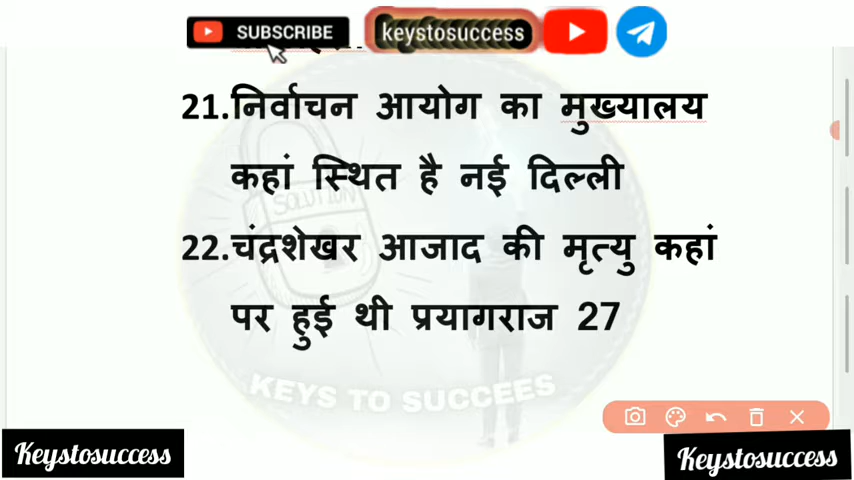 SUBSCRIBE
keystosuccess
21.निर्वाचन आयोग का मुख्यालय
कहां स्थित है नई दिल्ली
SOLUTION
22.चंद्रशेखर आजाद की मृत्यु कहां
पर हुई थी प्रयागराज 27
KEYS TO SUCCEES
Keystosuccess
Keystosuccess